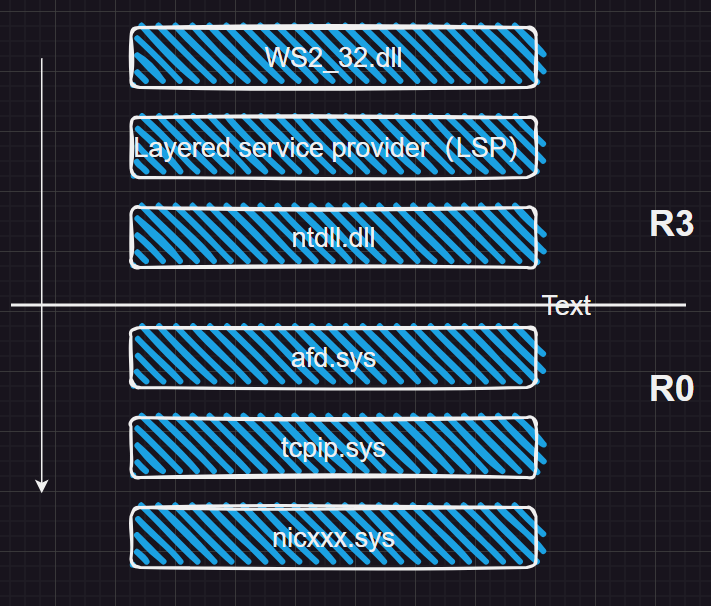 WS2_32.dll
Layered service provider（LSP）
ntdll.dll
R3
Text
afd.sys
R0
tcpip.sys
nicxxx.sys